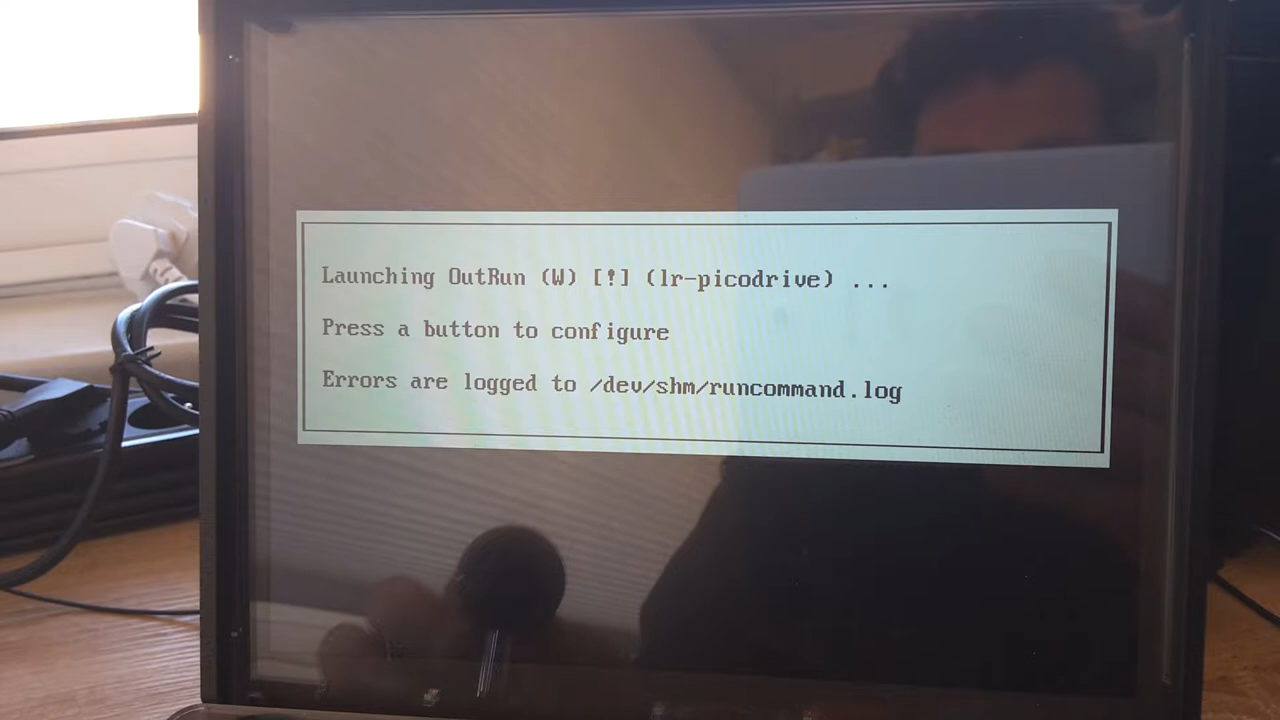 Launching OutRun (W) [!] (lr-picodrive) ...
Press a button to configure
Errors are logged to /dev/shm/runcommand.log